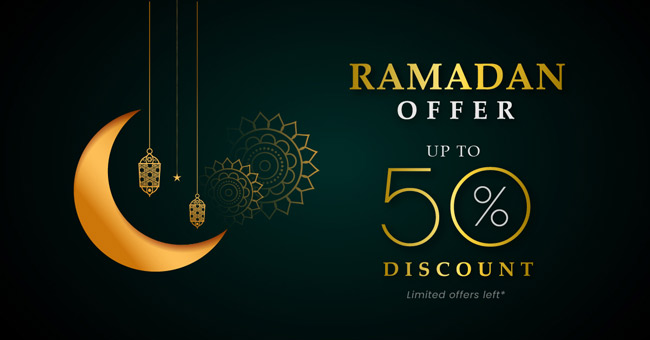 RAMADAN
OFFER
UP TO
50%
DISCOUNT
Limited offers left*